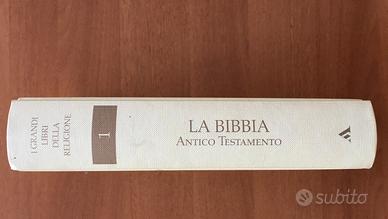 I GRANDI
LIBRI
DELLA
RELIGIONE
1
LA BIBBIA
ANTICO TESTAMENTO
subito